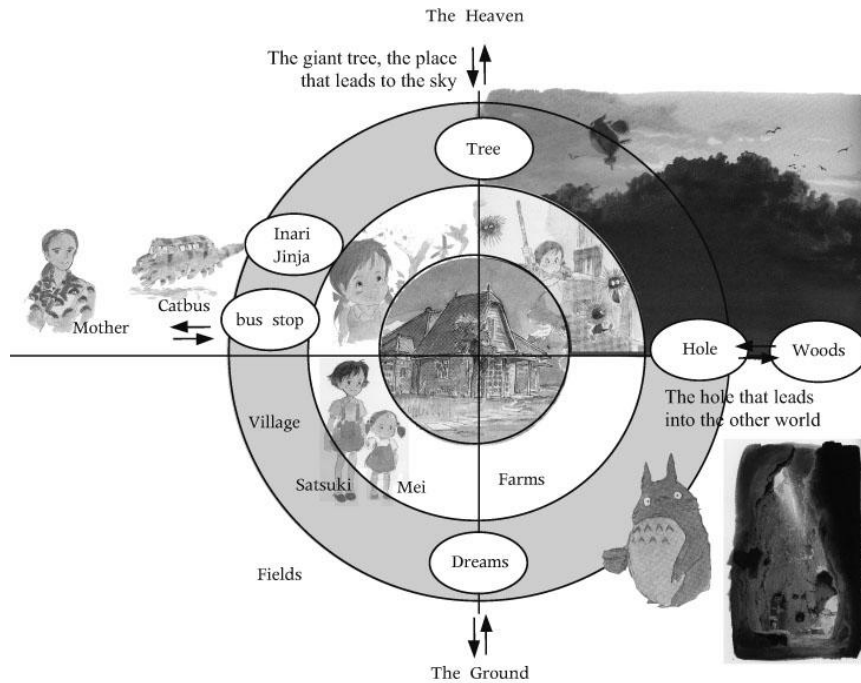 The Heaven
The giant tree, the place
that leads to the sky
Tree
Inari
Jinja
Catbus
Mother
bus stop
Hole
Woods
The hole that leads
into the other world
Village
Satsuki
Mei
Farms
Dreams
Fields
The Ground